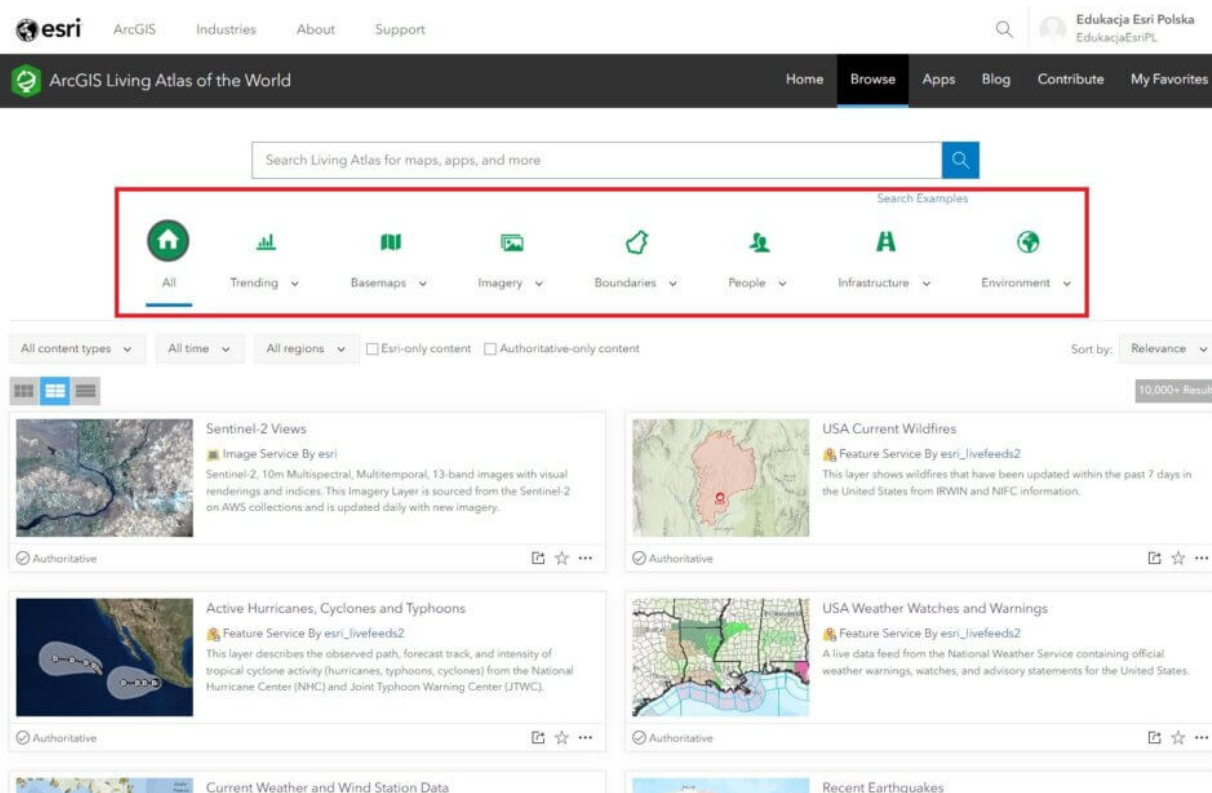 esri ArcGIS Industries About Support Edukacja Esri Polska
EdukacjaEsriPL
ArcGIS Living Atlas of the World Home Browse Apps Blog Contribute My Favorites
Search Living Atlas for maps, apps, and more
Search Examples
All Trending Basemaps Imagery Boundaries People Infrastructure Environment
All content types All time All regions Esri-only content Authoritative-only content Sort by: Relevance
10,000+ Result
Sentinel-2 Views
Image Service By esri
Sentinel-2, 10m Multispectral, Multitemporal, 13-band images with visual
renderings and indices. This Imagery Layer is sourced from the Sentinel-2
on AWS collections and is updated daily with new imagery.
Authoritative
USA Current Wildfires
Feature Service By esri_livefeeds2
This layer shows wildfires that have been updated within the past 7 days in
the United States from IRWIN and NIFC information.
Authoritative
Active Hurricanes, Cyclones and Typhoons
Feature Service By esri_livefeeds2
This layer describes the observed path, forecast track, and intensity of
tropical cyclone activity (hurricanes, typhoons, cyclones) from the National
Hurricane Center (NHC) and Joint Typhoon Warning Center (JTWC).
Authoritative
USA Weather Watches and Warnings
Feature Service By esri_livefeeds2
A live data feed from the National Weather Service containing official
weather warnings, watches, and advisory statements for the United States.
Authoritative
Current Weather and Wind Station Data
Recent Earthquakes